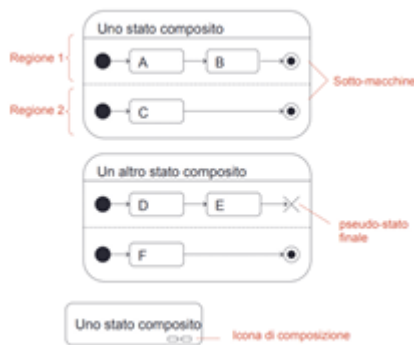 Uno stato composito
Regione 1
A
B
Sotto-macchine
Regione 2
C
Un altro stato composito
D
E
pseudo-stato
finale
F
Uno stato composito
Icona di composizione